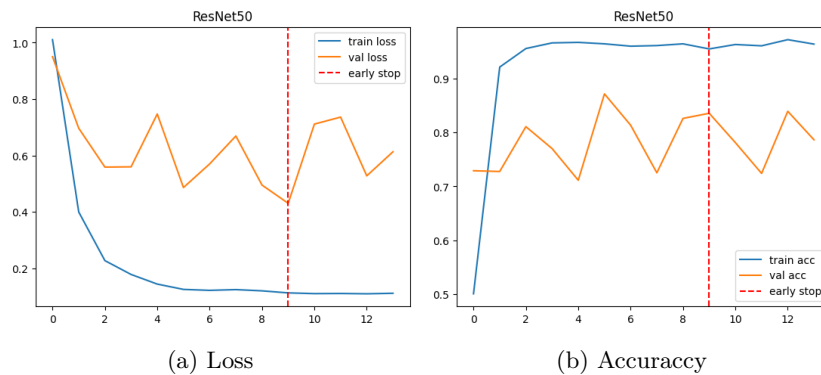 ResNet50
1.0
0.8
0.6
0.4
0.2
0 2 4 6 8 10 12
train loss
val loss
early stop
(a) Loss
ResNet50
0.9
0.8
0.7
0.6
0.5
0 2 4 6 8 10 12
train acc
val acc
early stop
(b) Accuraccy